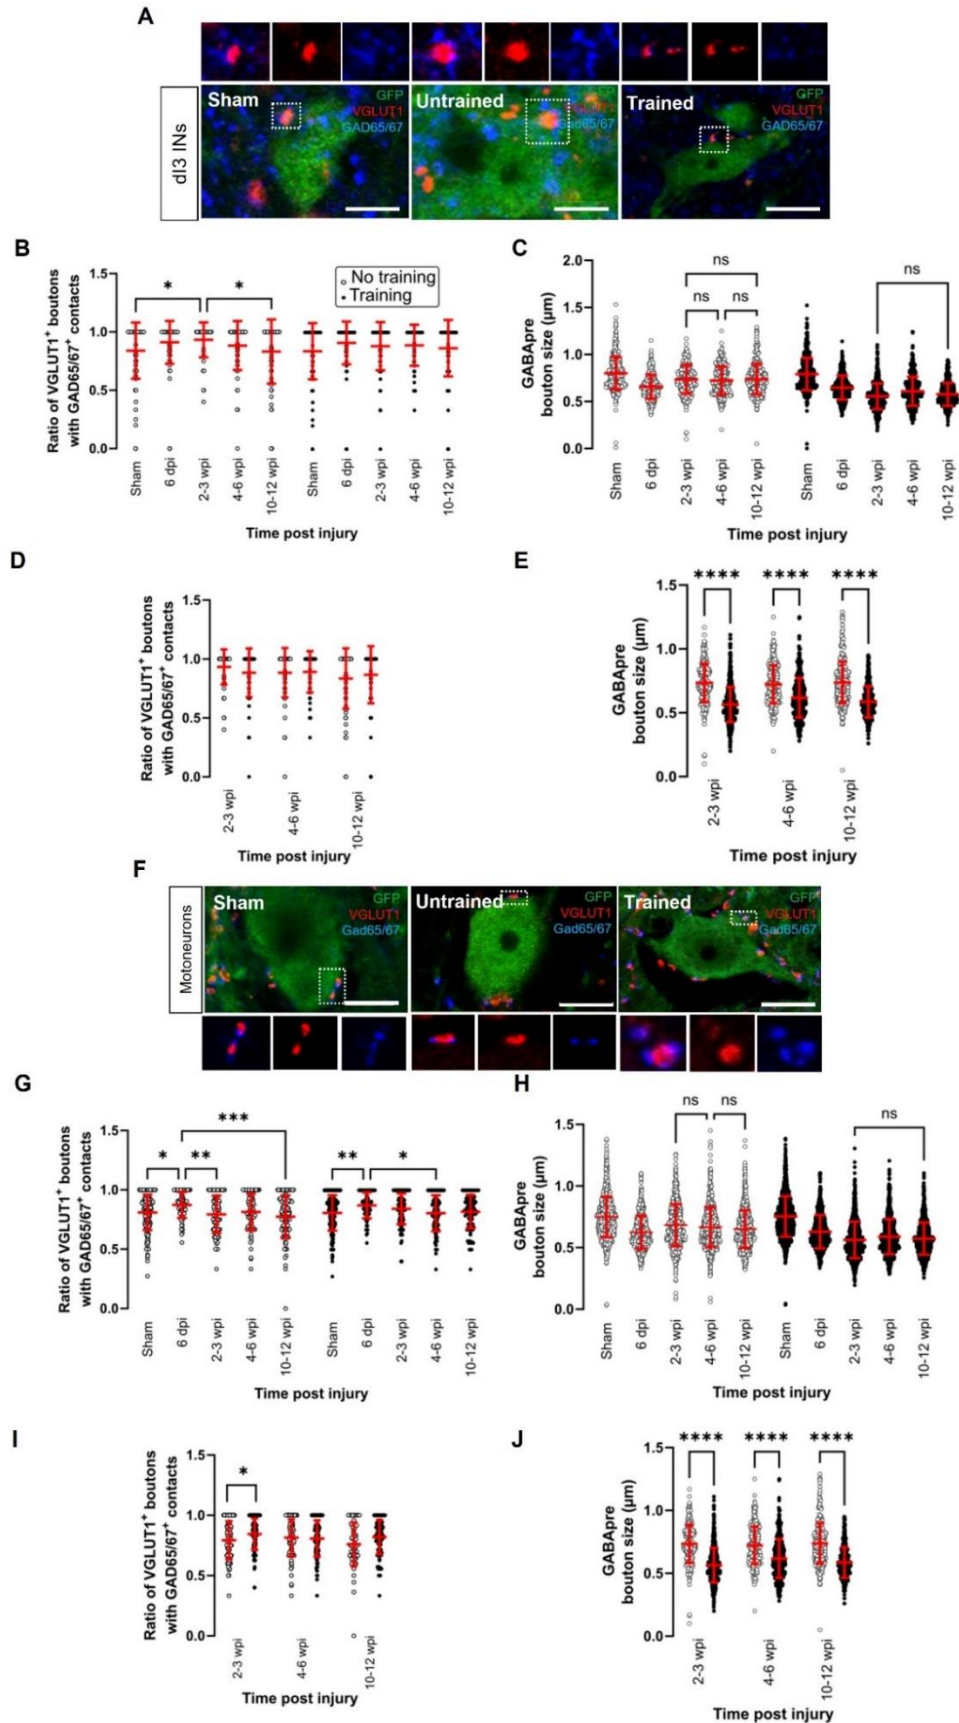 A
dI3 INs
Sham
GFP
VGLUT1
GAD65/67
Untrained
GFP
VGLUT1
Gad65/67
Trained
GFP
VGLUT1
GAD65/67
B
Ratio of VGLUT1+ boutons
with GAD65/67+ contacts
1.5
1.0
0.5
0.0
*
*
No training
Training
Sham
6 dpi
2-3 wpi
4-6 wpi
10-12 wpi
Sham
6 dpi
2-3 wpi
4-6 wpi
10-12 wpi
Time post injury
C
GABApre
bouton size (µm)
2.0
1.5
1.0
0.5
0.0
ns
ns
ns
ns
Sham
6 dpi
2-3 wpi
4-6 wpi
10-12 wpi
Sham
6 dpi
2-3 wpi
4-6 wpi
10-12 wpi
Time post injury
D
Ratio of VGLUT1+ boutons
with GAD65/67+ contacts
1.5
1.0
0.5
0.0
2-3 wpi
4-6 wpi
10-12 wpi
Time post injury
E
GABApre
bouton size (µm)
1.5
1.0
0.5
0.0
****
****
****
2-3 wpi
4-6 wpi
10-12 wpi
Time post injury
F
Motoneurons
Sham
GFP
VGLUT1
Gad65/67
Untrained
GFP
VGLUT1
Gad65/67
Trained
GFP
VGLUT1
Gad65/67
G
Ratio of VGLUT1+ boutons
with GAD65/67+ contacts
1.5
1.0
0.5
0.0
*
**
***
**
*
Sham
6 dpi
2-3 wpi
4-6 wpi
10-12 wpi
Sham
6 dpi
2-3 wpi
4-6 wpi
10-12 wpi
Time post injury
H
GABApre
bouton size (µm)
1.5
1.0
0.5
0.0
ns
ns
ns
Sham
6 dpi
2-3 wpi
4-6 wpi
10-12 wpi
Sham
6 dpi
2-3 wpi
4-6 wpi
10-12 wpi
Time post injury
I
Ratio of VGLUT1+ boutons
with GAD65/67+ contacts
1.5
1.0
0.5
0.0
*
2-3 wpi
4-6 wpi
10-12 wpi
Time post injury
J
GABApre
bouton size (µm)
1.5
1.0
0.5
0.0
****
****
****
2-3 wpi
4-6 wpi
10-12 wpi
Time post injury